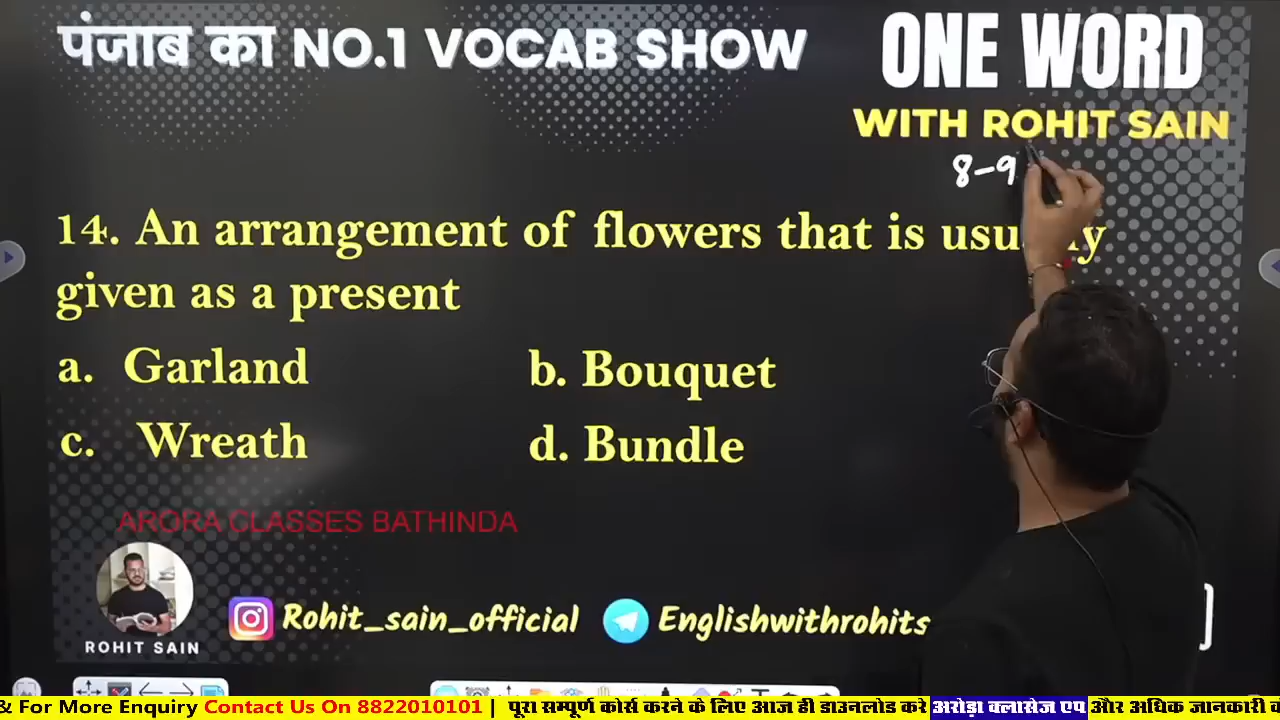 पंजाब का NO.1 VOCAB SHOW
ONE WORD
WITH ROHIT SAIN
8-9
14. An arrangement of flowers that is
given as a present
a. Garland
b. Bouquet
c. Wreath
d. Bundle
ARORA CLASSES BATHINDA
ROHIT SAIN
Rohit_sain_official
Englishwithrohits
& For More Enquiry Contact Us On 8822010101 | पूरा सम्पूर्ण कोर्स करने के लिए आज ही डाउनलोड करे अरोड़ा क्लासेज एप और अधिक जानकारी